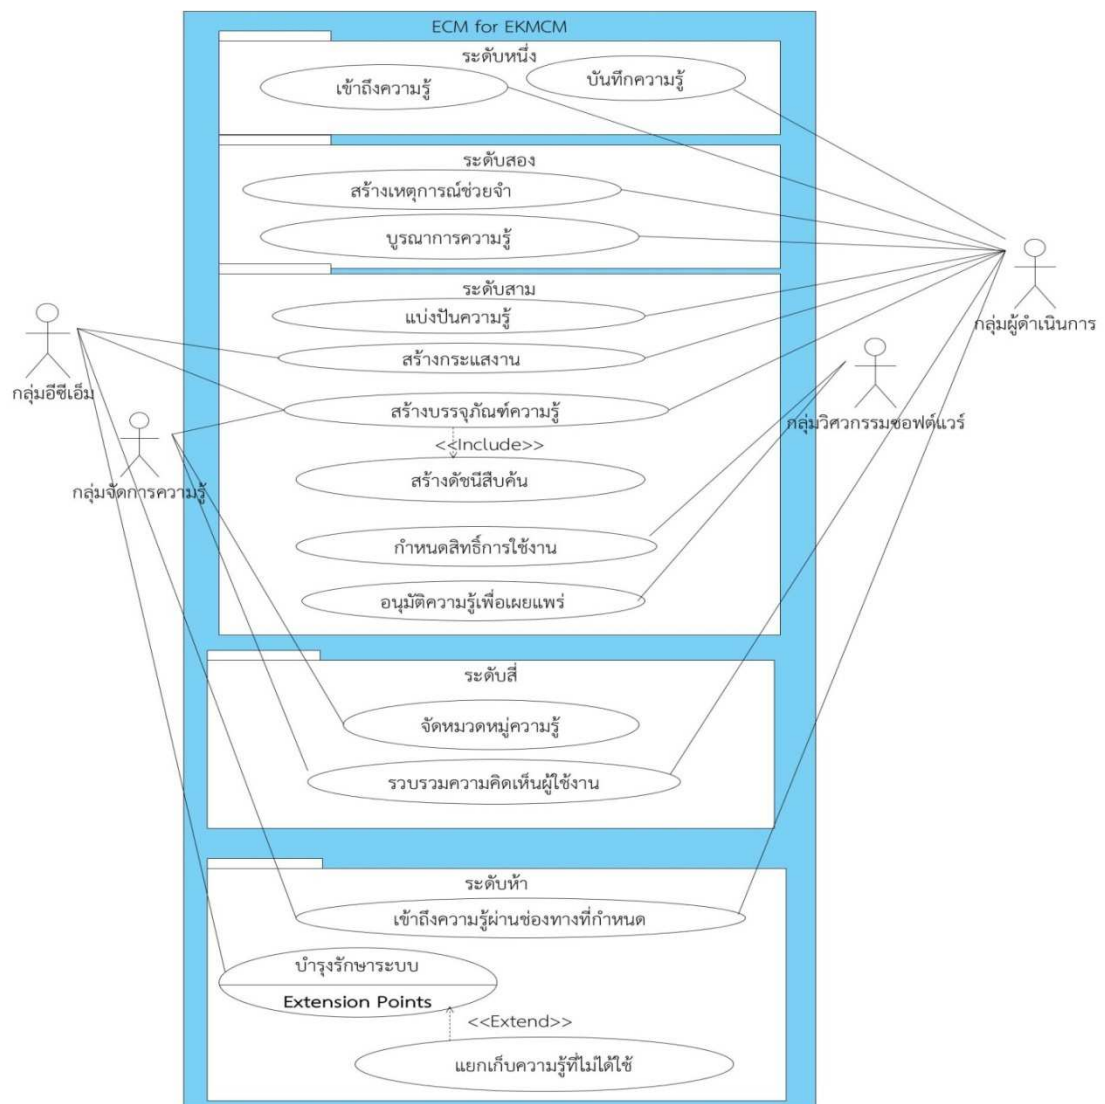 ECM for EKMCM
ระดับหนึ่ง
เข้าถึงความรู้
บันทึกความรู้
ระดับสอง
สร้างเหตุการณ์ช่วยจำ
บูรณาการความรู้
ระดับสาม
แบ่งปันความรู้
สร้างกระแสงาน
สร้างบรรจุภัณฑ์ความรู้
<<Include>>
สร้างดัชนีสืบค้น
กำหนดสิทธิ์การใช้งาน
อนุมัติความรู้เพื่อเผยแพร่
กลุ่มอีซีเอ็ม
กลุ่มจัดการความรู้
กลุ่มผู้ดำเนินการ
กลุ่มวิศวกรรมซอฟต์แวร์
ระดับสี่
จัดหมวดหมู่ความรู้
รวบรวมความคิดเห็นผู้ใช้งาน
ระดับห้า
เข้าถึงความรู้ผ่านช่องทางที่กำหนด
บำรุงรักษาระบบ
Extension Points
<<Extend>>
แยกเก็บความรู้ที่ไม่ได้ใช้